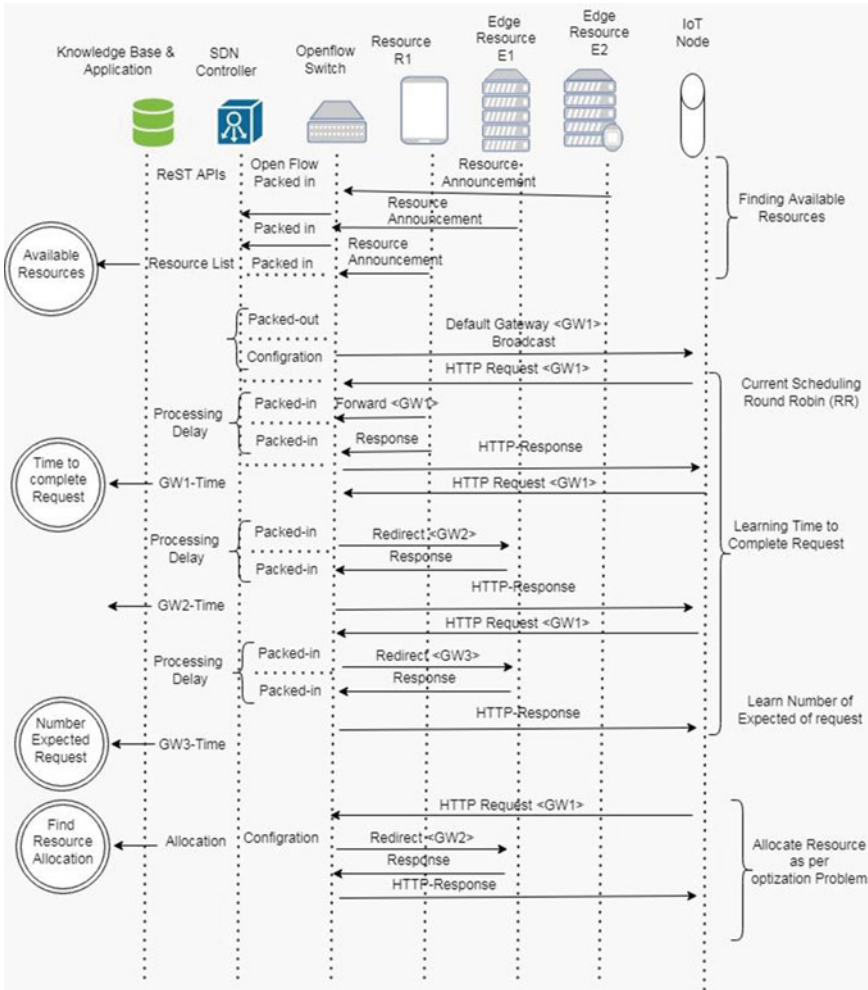 Knowledge Base &
Application
SDN
Controller
Openflow
Switch
Resource
R1
Edge
Resource
E1
Edge
Resource
E2
IoT
Node
ReST APIs
Open Flow
Packed in
Resource
Announcement
Finding Available
Resources
Packed in
Resource
Announcement
Available
Resources
Resource List
Packed in
Resource
Announcement
Packed-out
Default Gateway <GW1>
Broadcast
Configration
HTTP Request <GW1>
Current Scheduling
Round Robin (RR)
Processing
Delay
Packed-in
Forward <GW1>
Packed-in
Response
HTTP-Response
Time to
complete
Request
GW1-Time
HTTP Request <GW1>
Learning Time to
Complete Request
Processing
Delay
Packed-in
Redirect <GW2>
Packed-in
Response
HTTP-Response
GW2-Time
HTTP Request <GW1>
Processing
Delay
Packed-in
Redirect <GW3>
Packed-in
Response
Learn Number of
Expected of request
HTTP-Response
Number
Expected
Request
GW3-Time
HTTP Request <GW1>
Find
Resource
Allocation
Allocation
Configration
Redirect <GW2>
Response
HTTP-Response
Allocate Resource
as per
optization Problem